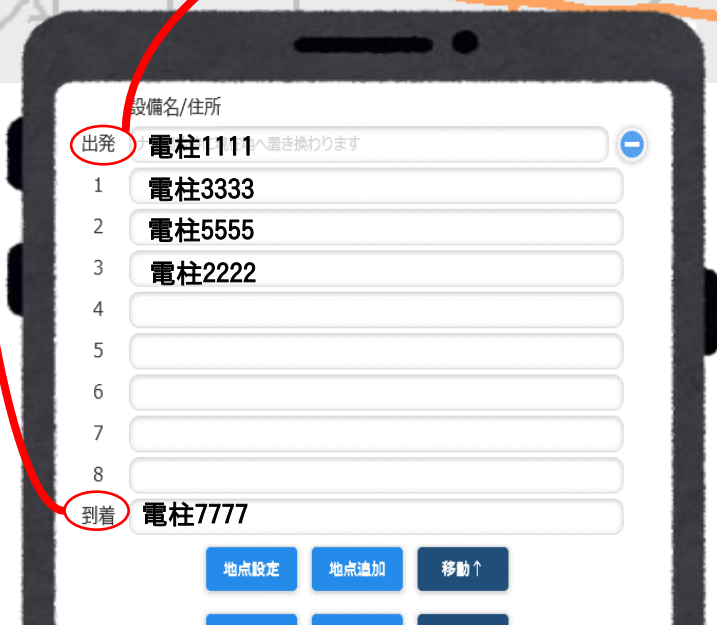 設備名/住所
出発 電柱1111 へ置き換わります
1 電柱3333
2 電柱5555
3 電柱2222
4
5
6
7
8
到着 電柱7777
地点設定 地点追加 移動↑